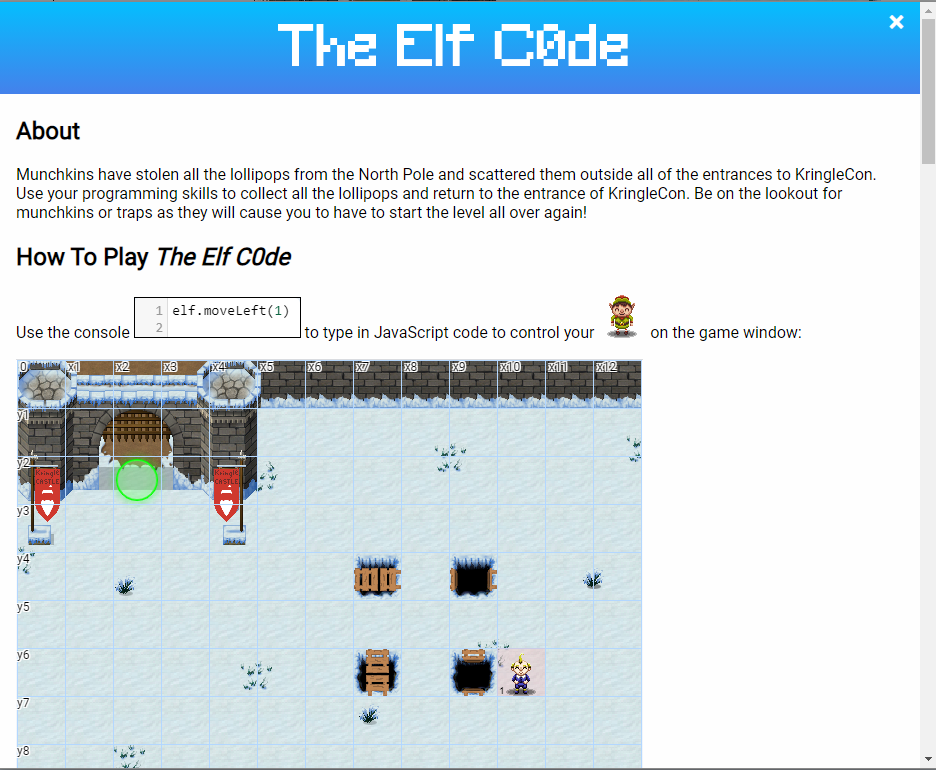 The Elf C0de
About
Munchkins have stolen all the lollipops from the North Pole and scattered them outside all of the entrances to KringleCon.
Use your programming skills to collect all the lollipops and return to the entrance of KringleCon. Be on the lookout for
munchkins or traps as they will cause you to have to start the level all over again!
How To Play The Elf C0de
1 elf.moveLeft(1)
2
Use the console to type in JavaScript code to control your on the game window:
0 x1 x2 x3 x4 x5 x6 x7 x8 x9 x10 x11 x12
y1
y2
Kringle CASTLE Kringle CASTLE
y3
y4
y5
y6
1
y7
y8